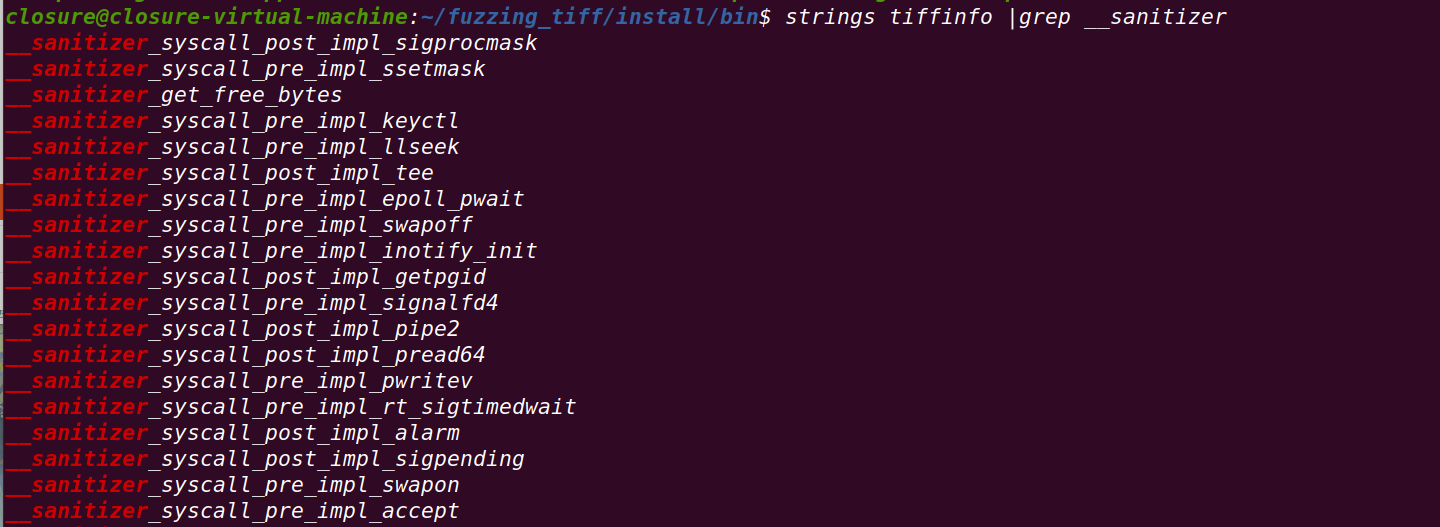 closure@closure-virtual-machine:~/fuzzing_tiff/install/bin$ strings tiffinfo |grep __sanitizer
__sanitizer_syscall_post_impl_sigprocmask
__sanitizer_syscall_pre_impl_ssetmask
__sanitizer_get_free_bytes
__sanitizer_syscall_pre_impl_keyctl
__sanitizer_syscall_pre_impl_llseek
__sanitizer_syscall_post_impl_tee
__sanitizer_syscall_pre_impl_epoll_pwait
__sanitizer_syscall_pre_impl_swapoff
__sanitizer_syscall_pre_impl_inotify_init
__sanitizer_syscall_post_impl_getpgid
__sanitizer_syscall_pre_impl_signalfd4
__sanitizer_syscall_post_impl_pipe2
__sanitizer_syscall_post_impl_pread64
__sanitizer_syscall_pre_impl_pwritev
__sanitizer_syscall_pre_impl_rt_sigtimedwait
__sanitizer_syscall_post_impl_alarm
__sanitizer_syscall_post_impl_sigpending
__sanitizer_syscall_pre_impl_swapon
__sanitizer_syscall_pre_impl_accept